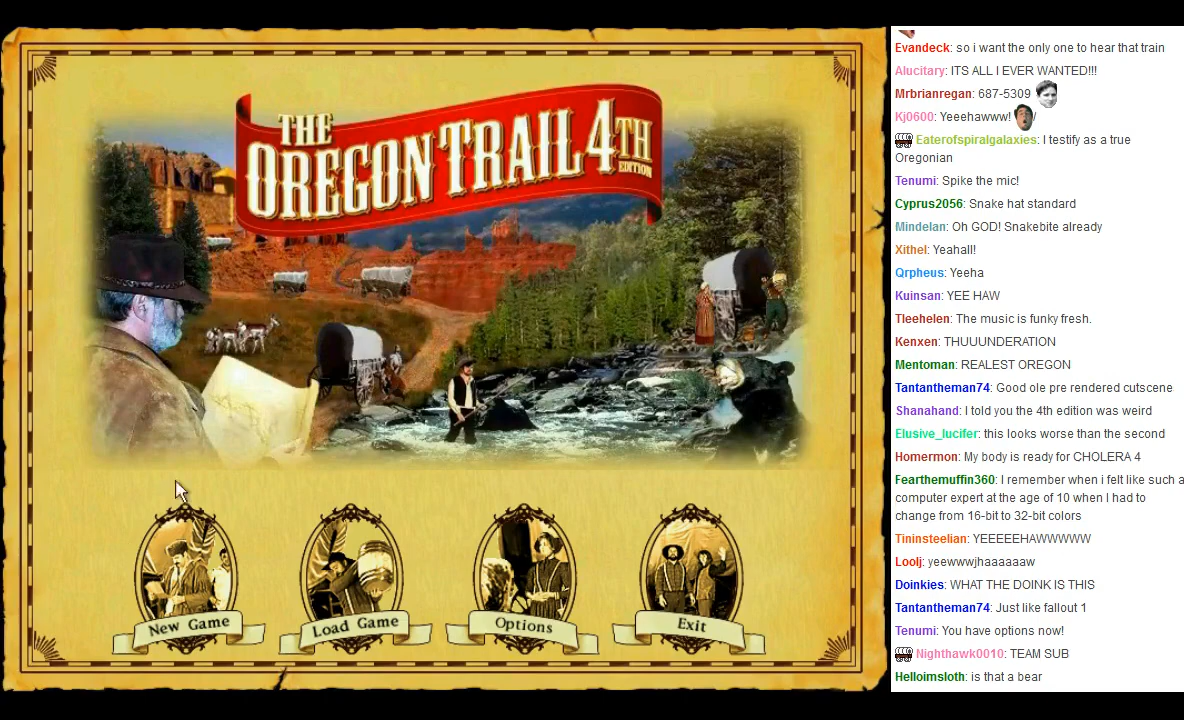 THE
OREGON TRAIL 4TH
EDITION
New Game
Load Game
Options
Exit
Evandeck: so i want the only one to hear that train
Alucitary: ITS ALL I EVER WANTED!!!
Mrbrianregan: 687-5309
Kj0600: Yeeehawww! /
Eaterofspiralgalaxies: I testify as a true
Oregonian
Tenumi: Spike the mic!
Cyprus2056: Snake hat standard
Mindelan: Oh GOD! Snakebite already
Xithel: Yeahall!
Qrpheus: Yeeha
Kuinsan: YEE HAW
Tleehelen: The music is funky fresh.
Kenxen: THUUUNDERATION
Mentoman: REALEST OREGON
Tantantheman74: Good ole pre rendered cutscene
Shanahand: I told you the 4th edition was weird
Elusive_lucifer: this looks worse than the second
Homermon: My body is ready for CHOLERA 4
Fearthemuffin360: I remember when i felt like such a
computer expert at the age of 10 when I had to
change from 16-bit to 32-bit colors
Tininsteelian: YEEEEEHAWWWWW
Loolj: yeewwwjhaaaaaaw
Doinkies: WHAT THE DOINK IS THIS
Tantantheman74: Just like fallout 1
Tenumi: You have options now!
Nighthawk0010: TEAM SUB
Helloimsloth: is that a bear